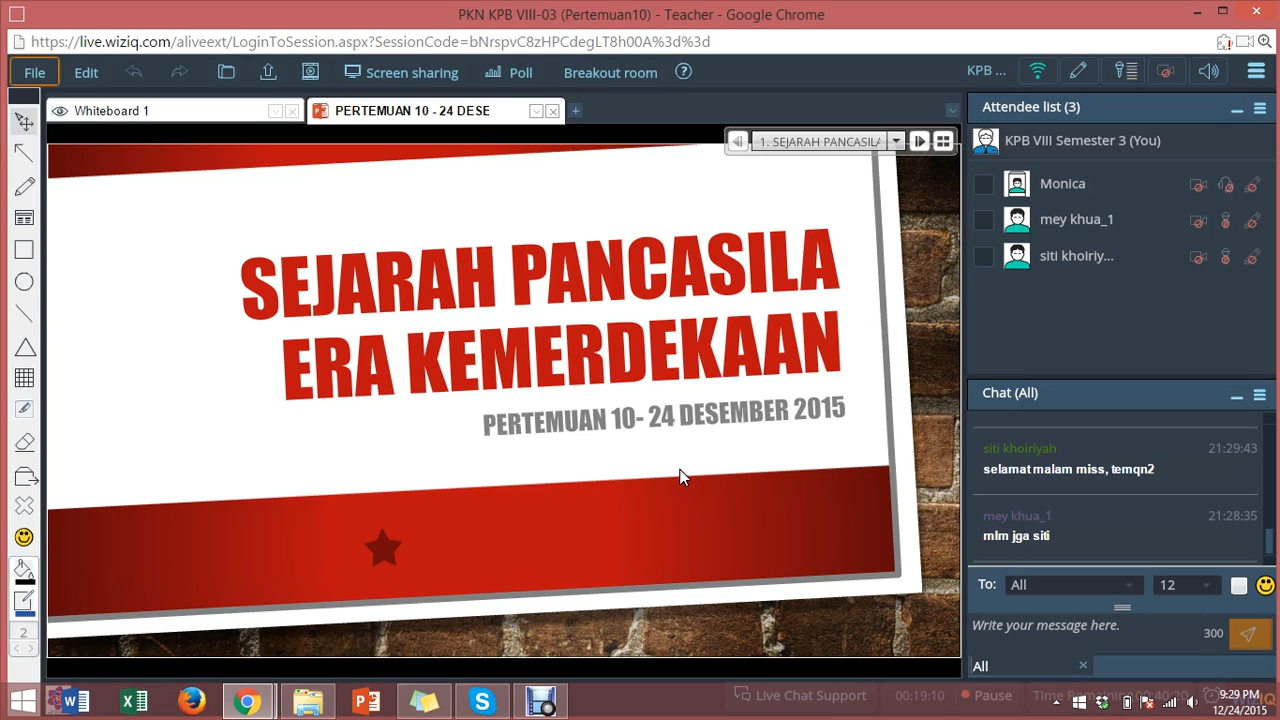 PKN KPB VIII-03 (Pertemuan10) - Teacher - Google Chrome
https://live.wiziq.com/aliveext/LoginToSession.aspx?SessionCode=bNrspvC8zHPCdegLT8h00A%3d%3d
File Edit Screen sharing Poll Breakout room ? KPB ...
Whiteboard 1 PERTEMUAN 10 - 24 DESE
1. SEJARAH PANCASILA
SEJARAH PANCASILA
ERA KEMERDEKAAN
PERTEMUAN 10- 24 DESEMBER 2015
2
Attendee list (3)
KPB VIII Semester 3 (You)
Monica
mey khua_1
siti khoiriy...
Chat (All)
siti khoiriyah 21:29:43
selamat malam miss, temqn2
mey khua_1 21:28:35
mlm jga siti
To: All 12
Write your message here. 300
All
Live Chat Support 00:19:10 Pause
9:29 PM
12/24/2015